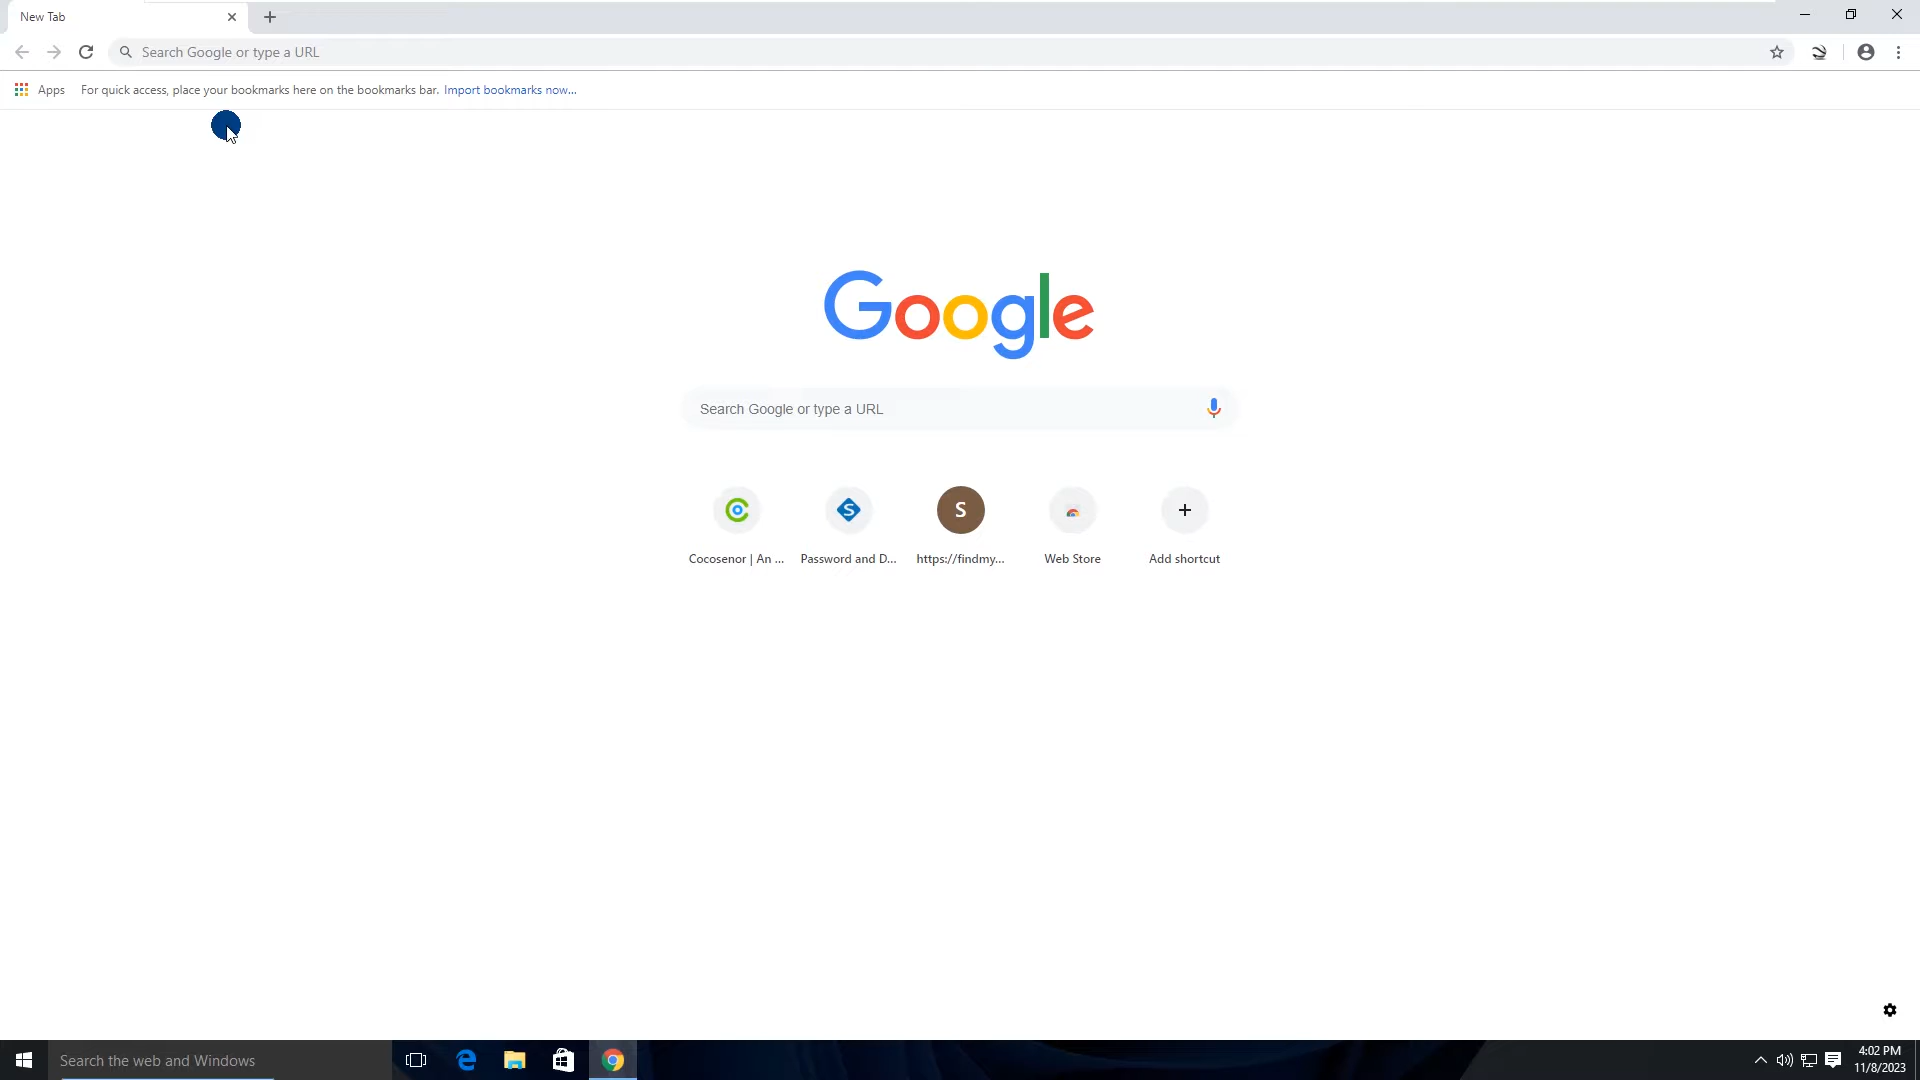 New Tab
Search Google or type a URL
Apps For quick access, place your bookmarks here on the bookmarks bar. Import bookmarks now...
Google
Search Google or type a URL
S
S
Cocosenor | An ...
Password and D...
https://findmy...
Web Store
Add shortcut
Search the web and Windows
4:02 PM
11/8/2023